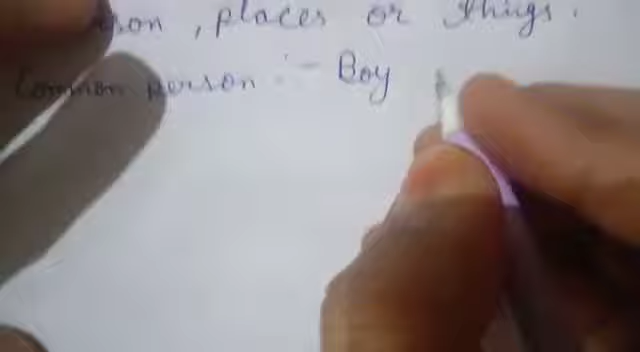 , places or things.
Common person :- Boy